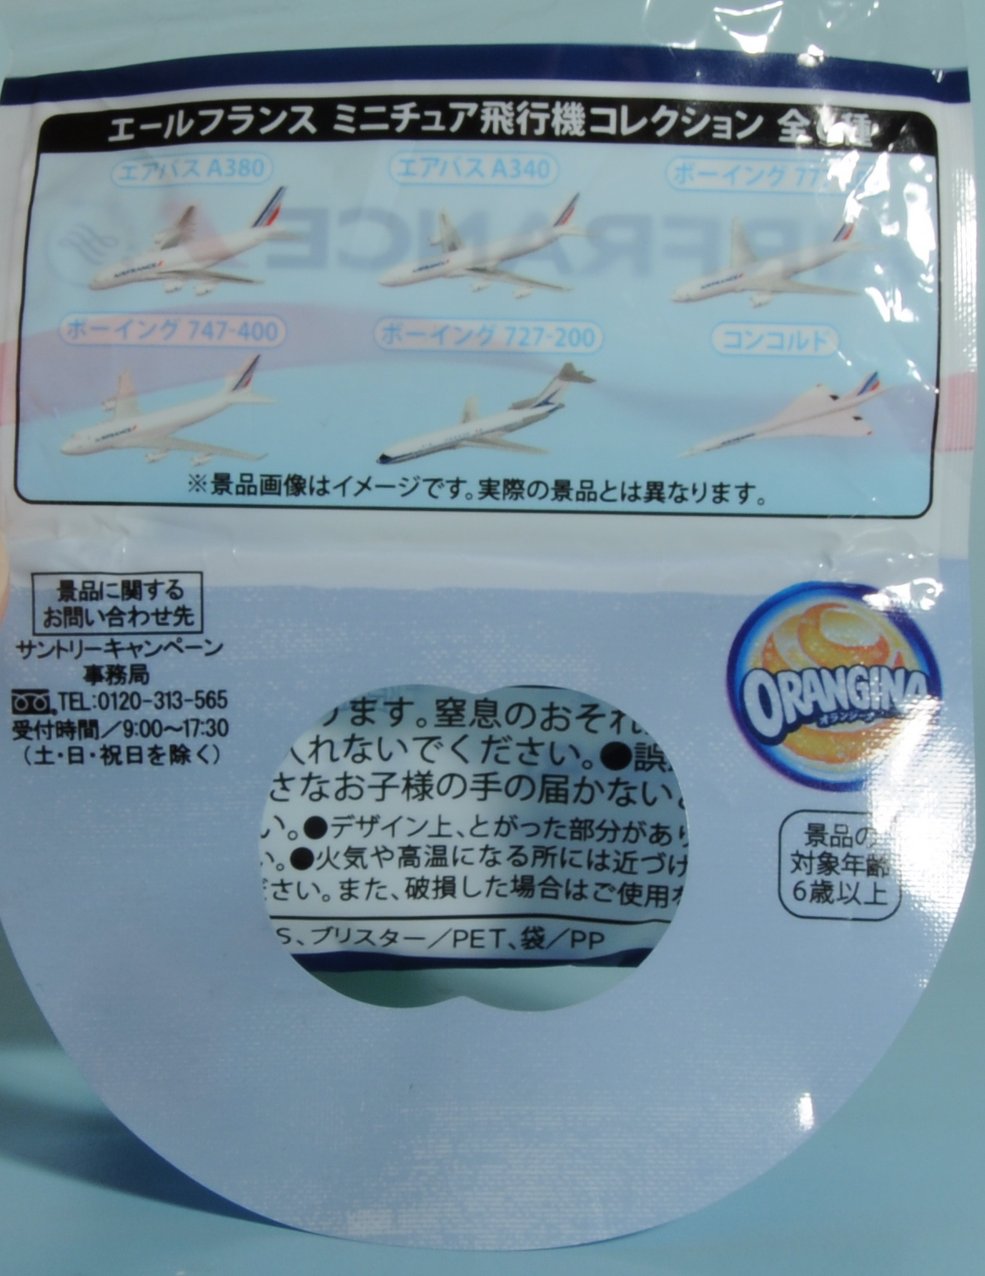 エールフランス ミニチュア飛行機コレクション 全6種
エアバス A380
エアバス A340
ボーイング
AIRFRANCE
ボーイング 747-400
ボーイング 727-200
コンコルド
※景品画像はイメージです。実際の景品とは異なります。
景品に関する
お問い合わせ先
サントリーキャンペーン
事務局
TEL:0120-313-565
受付時間/9:00〜17:30
(土・日・祝日を除く)
ORANGINA
オランジーナ
ります。窒息のおそれ
入れないでください。●誤
さなお子様の手の届かない
い。●デザイン上、とがった部分があり
い。●火気や高温になる所には近づけ
ださい。また、破損した場合はご使用
S、ブリスター/PET、袋/PP
景品の
対象年齢
6歳以上